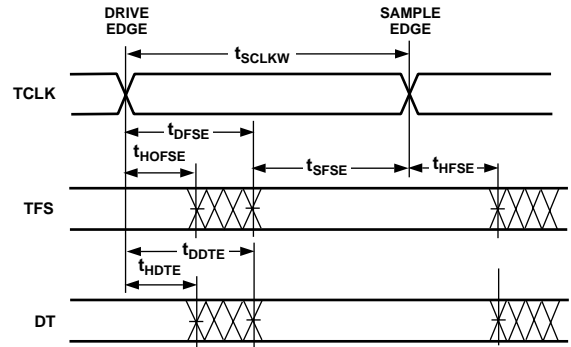 DRIVE
EDGE
SAMPLE
EDGE
tSCLKW
TCLK
tDFSE
tHOFSE
tSFSE
tHFSE
TFS
tDDTE
tHDTE
DT